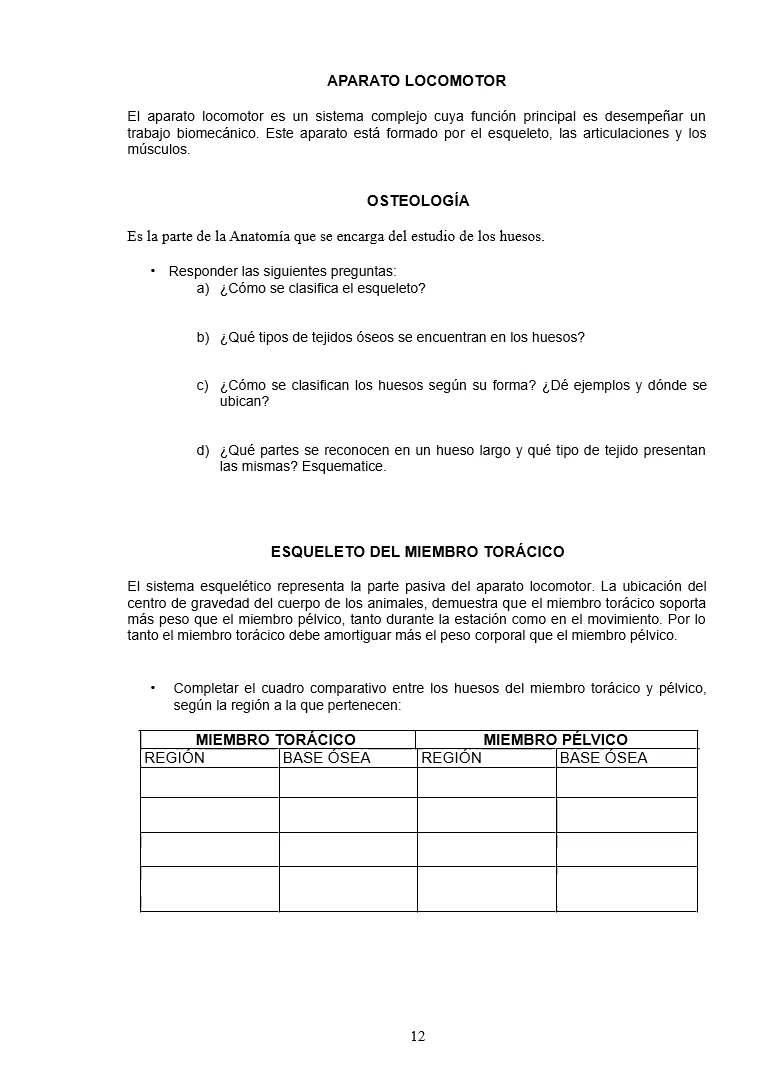 APARATO LOCOMOTOR
El aparato locomotor es un sistema complejo cuya función principal es desempeñar un
trabajo biomecánico. Este aparato está formado por el esqueleto, las articulaciones y los
músculos.
OSTEOLOGÍA
Es la parte de la Anatomía que se encarga del estudio de los huesos.
• Responder las siguientes preguntas:
a) ¿Cómo se clasifica el esqueleto?
b) ¿Qué tipos de tejidos óseos se encuentran en los huesos?
c) ¿Cómo se clasifican los huesos según su forma? ¿Dé ejemplos y dónde se
ubican?
d) ¿Qué partes se reconocen en un hueso largo y qué tipo de tejido presentan
las mismas? Esquematice.
ESQUELETO DEL MIEMBRO TORÁCICO
El sistema esquelético representa la parte pasiva del aparato locomotor. La ubicación del
centro de gravedad del cuerpo de los animales, demuestra que el miembro torácico soporta
más peso que el miembro pélvico, tanto durante la estación como en el movimiento. Por lo
tanto el miembro torácico debe amortiguar más el peso corporal que el miembro pélvico.
• Completar el cuadro comparativo entre los huesos del miembro torácico y pélvico,
según la región a la que pertenecen:
MIEMBRO TORÁCICO MIEMBRO PÉLVICO
REGIÓN BASE ÓSEA REGIÓN BASE ÓSEA
12